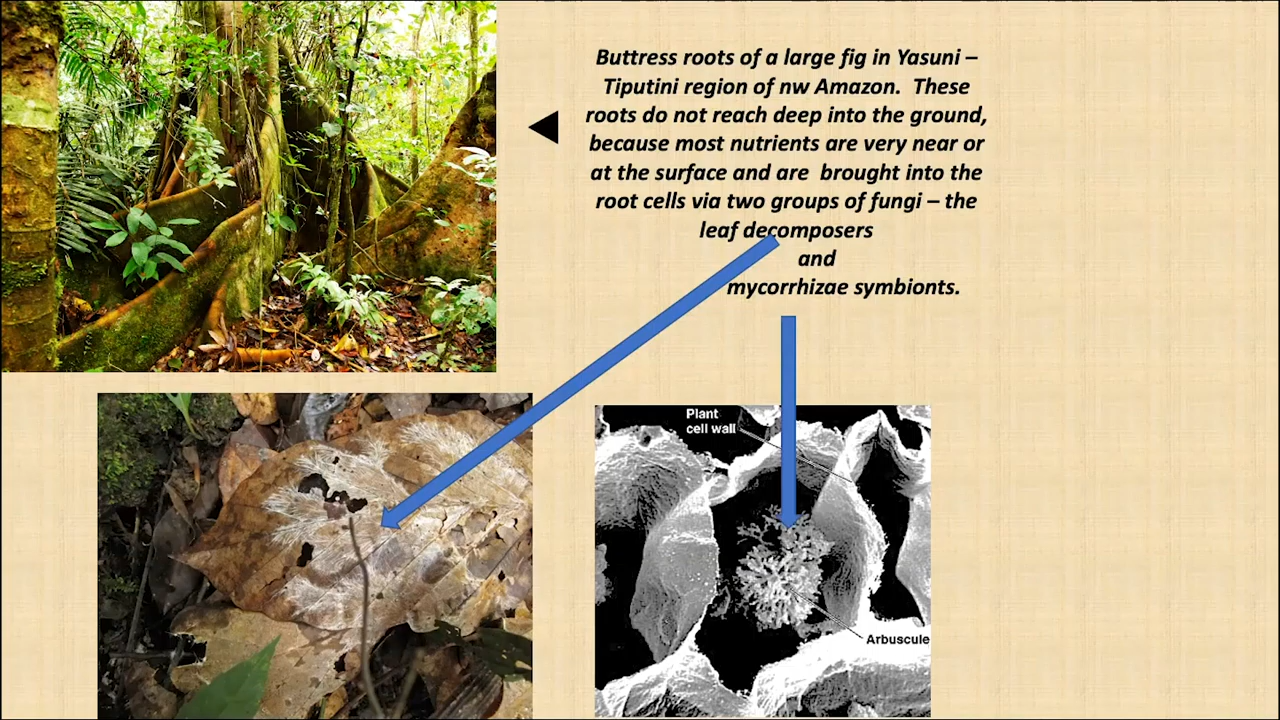 Buttress roots of a large fig in Yasuni –
Tiputini region of nw Amazon.  These
roots do not reach deep into the ground,
because most nutrients are very near or
at the surface and are  brought into the
root cells via two groups of fungi – the
leaf decomposers
and
mycorrhizae symbionts.
Plant
cell wall
Arbuscule